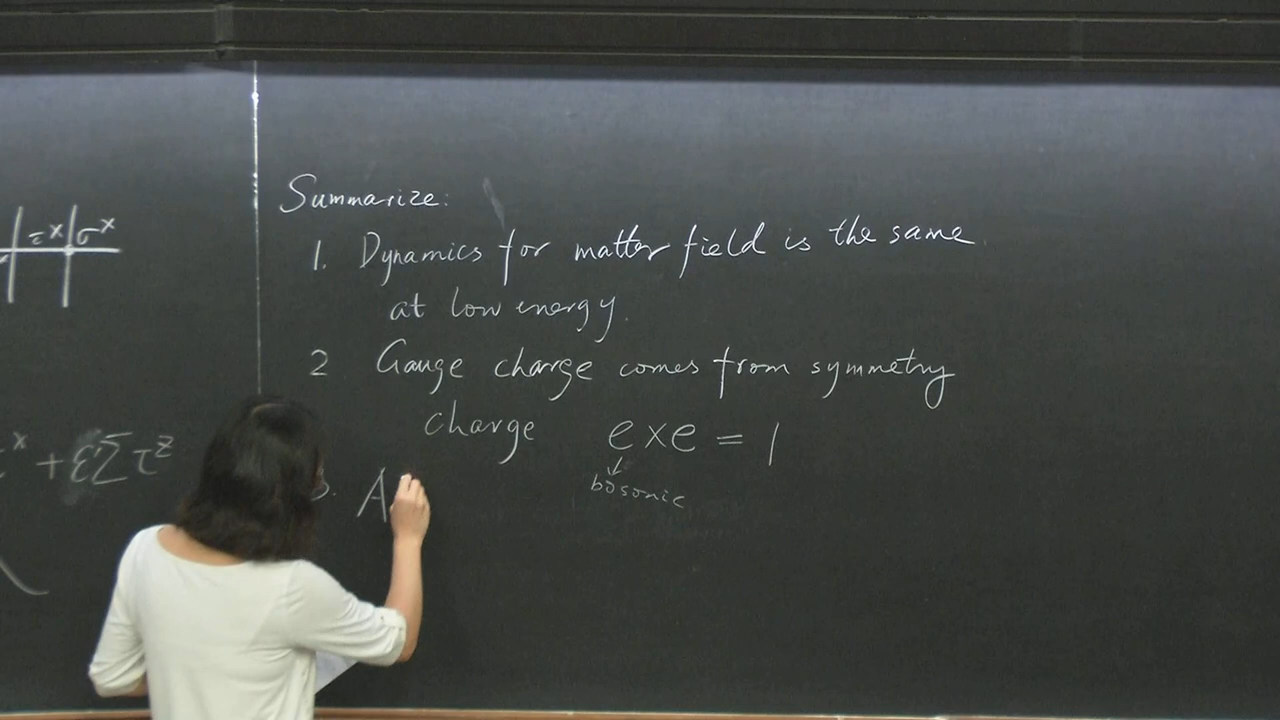 τˣ σˣ
ˣ + ε∑τᶻ
Summarize:
1. Dynamics for matter field is the same
at low energy.
2 Gauge charge comes from symmetry
charge e×e = 1
bosonic
3. A